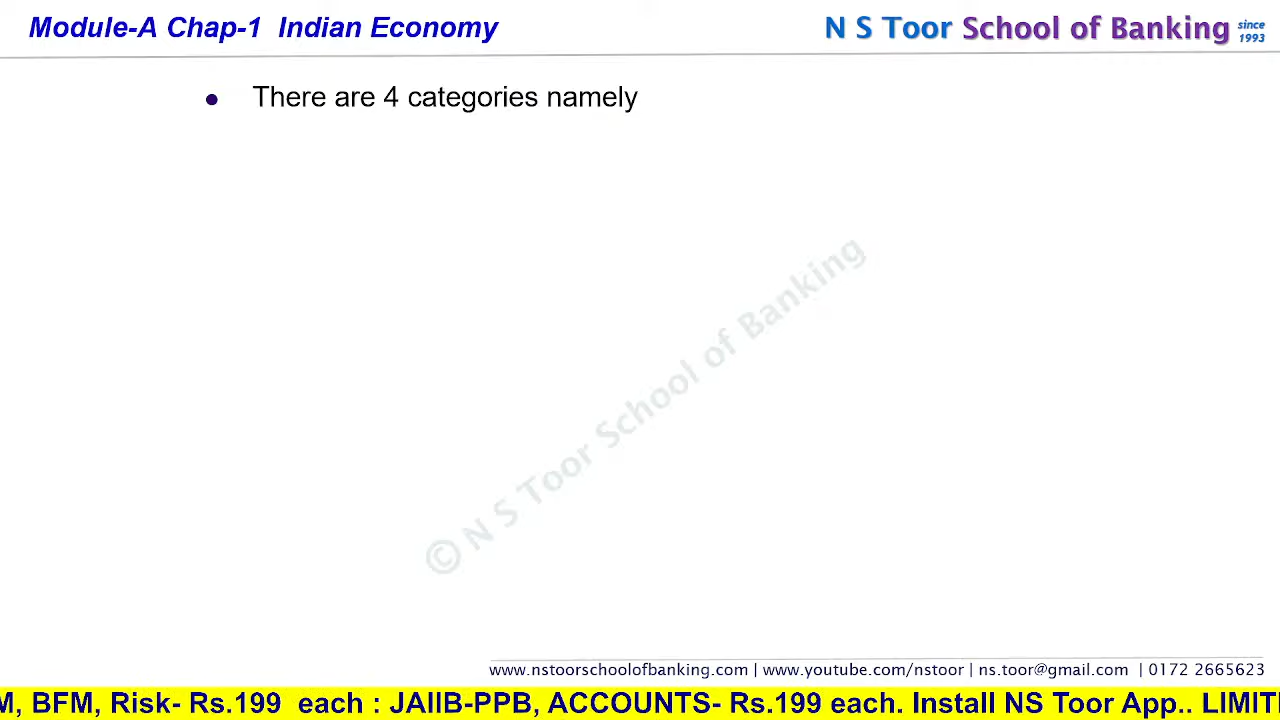 Module-A Chap-1 Indian Economy
N S Toor School of Banking since 1993
• There are 4 categories namely
© N S Toor School of Banking
www.nstoorschoolofbanking.com | www.youtube.com/nstoor | ns.toor@gmail.com | 0172 2665623
M, BFM, Risk- Rs.199 each : JAIIB-PPB, ACCOUNTS- Rs.199 each. Install NS Toor App.. LIMIT